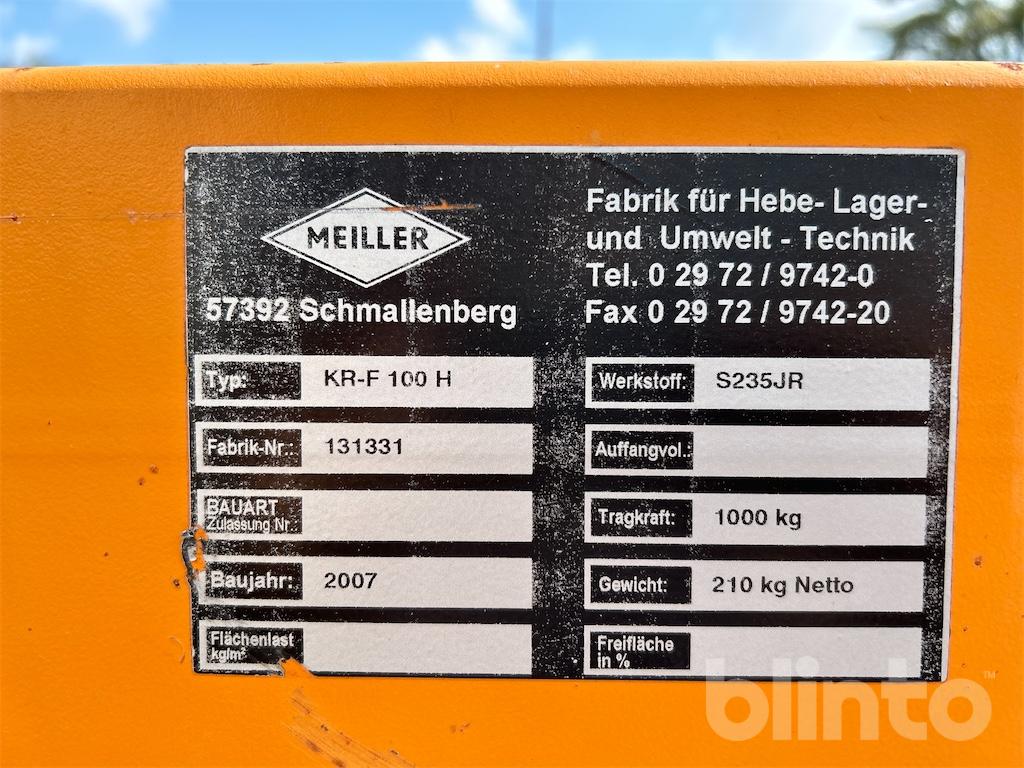 MEILLER
57392 Schmallenberg
Fabrik für Hebe- Lager-
und Umwelt - Technik
Tel. 0 29 72 / 9742-0
Fax 0 29 72 / 9742-20
Typ: KR-F 100 H
Fabrik-Nr.: 131331
BAUART
Zulassung Nr.:
Baujahr: 2007
Flächenlast
kg/m²
Werkstoff: S235JR
Auffangvol.:
Tragkraft: 1000 kg
Gewicht: 210 kg Netto
Freifläche
in %
blinto™